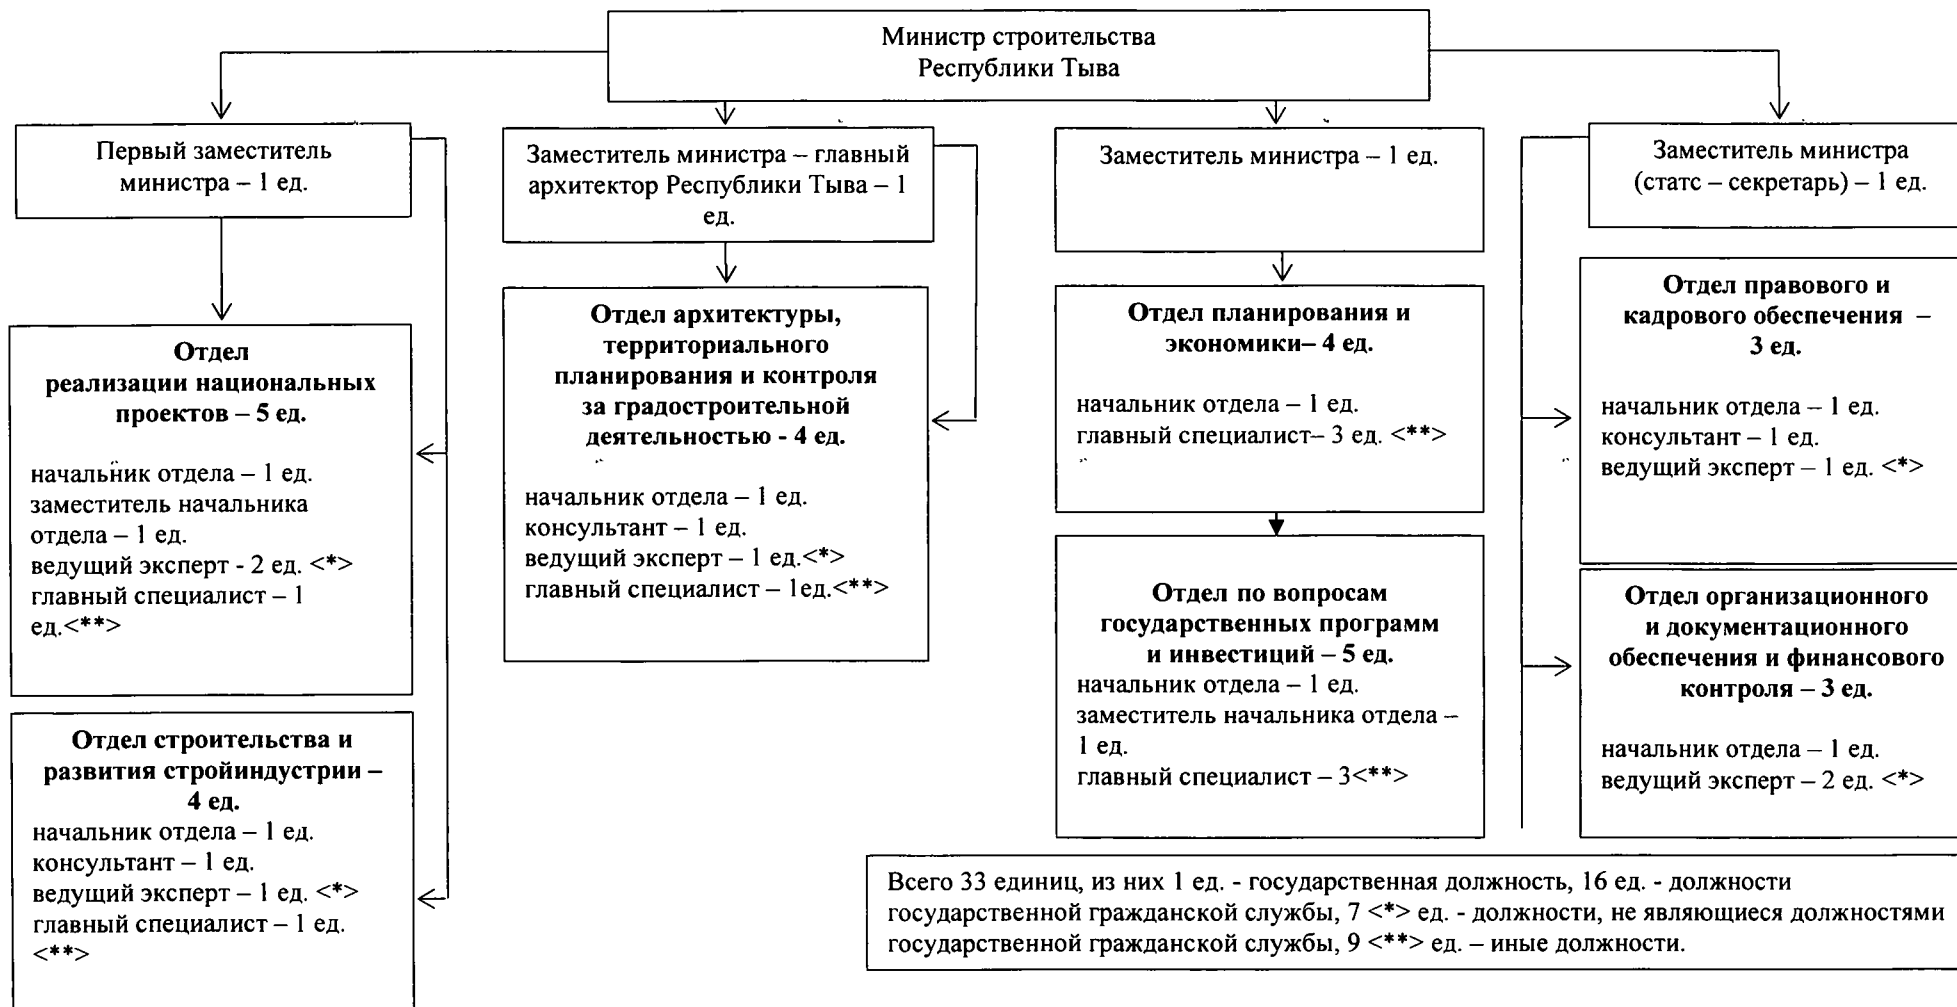 Министр строительства
Республики Тыва
Первый заместитель
министра – 1 ед.
Заместитель министра – главный
архитектор Республики Тыва – 1
ед.
Заместитель министра – 1 ед.
Заместитель министра
(статс – секретарь) – 1 ед.
Отдел
реализации национальных
проектов – 5 ед.
начальник отдела – 1 ед.
заместитель начальника
отдела – 1 ед.
ведущий эксперт - 2 ед. <*>
главный специалист – 1
ед.<**>
Отдел строительства и
развития стройиндустрии –
4 ед.
начальник отдела – 1 ед.
консультант – 1 ед.
ведущий эксперт – 1 ед. <*>
главный специалист – 1 ед.
<**>
Отдел архитектуры,
территориального
планирования и контроля
за градостроительной
деятельностью - 4 ед.
начальник отдела – 1 ед.
консультант – 1 ед.
ведущий эксперт – 1 ед.<*>
главный специалист – 1ед.<**>
Отдел планирования и
экономики– 4 ед.
начальник отдела – 1 ед.
главный специалист– 3 ед. <**>
Отдел по вопросам
государственных программ
и инвестиций – 5 ед.
начальник отдела – 1 ед.
заместитель начальника отдела –
1 ед.
главный специалист – 3<**>
Отдел правового и
кадрового обеспечения –
3 ед.
начальник отдела – 1 ед.
консультант – 1 ед.
ведущий эксперт – 1 ед. <*>
Отдел организационного
и документационного
обеспечения и финансового
контроля – 3 ед.
начальник отдела – 1 ед.
ведущий эксперт – 2 ед. <*>
Всего 33 единиц, из них 1 ед. - государственная должность, 16 ед. - должности
государственной гражданской службы, 7 <*> ед. - должности, не являющиеся должностями
государственной гражданской службы, 9 <**> ед. – иные должности.